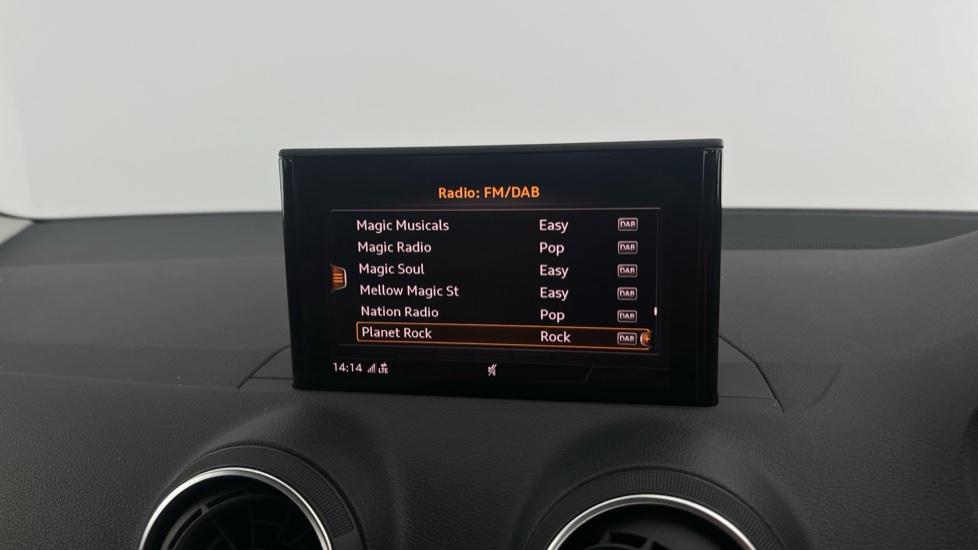 Radio: FM/DAB
Magic Musicals Easy DAB
Magic Radio Pop DAB
Magic Soul Easy DAB
Mellow Magic St Easy DAB
Nation Radio Pop DAB
Planet Rock Rock DAB
14:14 LTE